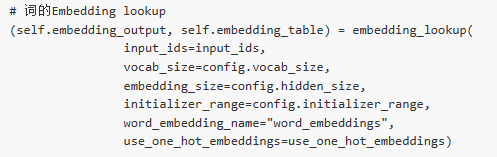 # 词的Embedding lookup
(self.embedding_output, self.embedding_table) = embedding_lookup(
input_ids=input_ids,
vocab_size=config.vocab_size,
embedding_size=config.hidden_size,
initializer_range=config.initializer_range,
word_embedding_name="word_embeddings",
use_one_hot_embeddings=use_one_hot_embeddings)